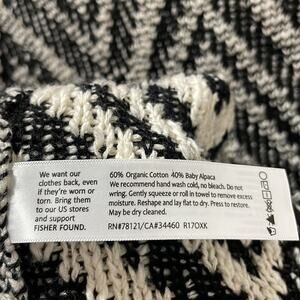 We want our
clothes back, even
if they're worn or
torn. Bring them
to our US stores
and support
FISHER FOUND.
60% Organic Cotton 40% Baby Alpaca
We recommend hand wash cold, no bleach. Do not
wring. Gently squeeze or roll in towel to remove excess
moisture. Reshape and lay flat to dry. Press to restore.
May be dry cleaned.
RN#78121/CA#34460 R17OXK